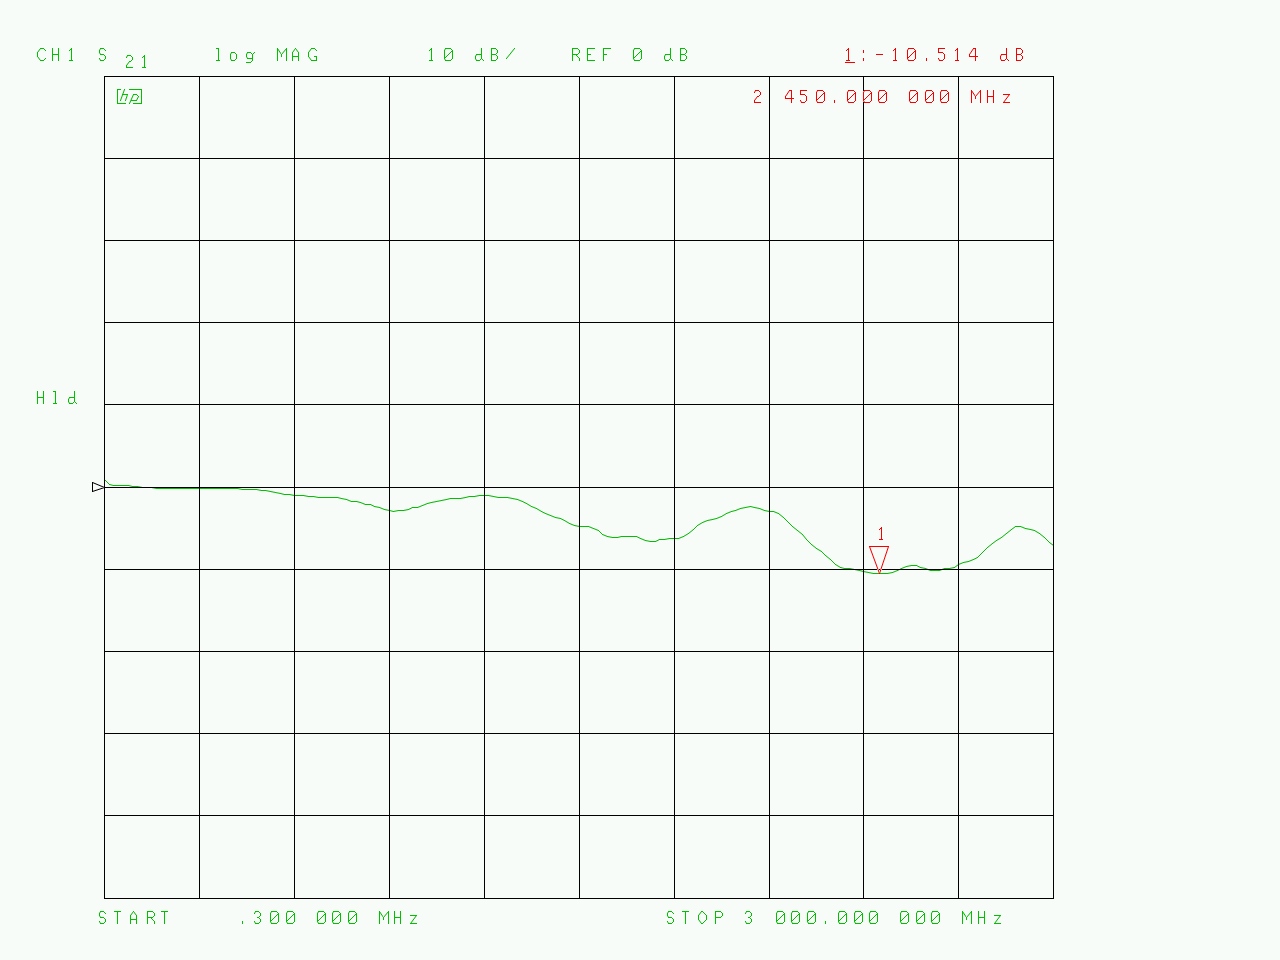 CH1 S21 log MAG 10 dB/ REF 0 dB 1:-10.514 dB
hp 2 450.000 000 MHz
Hld
1
START .300 000 MHz STOP 3 000.000 000 MHz